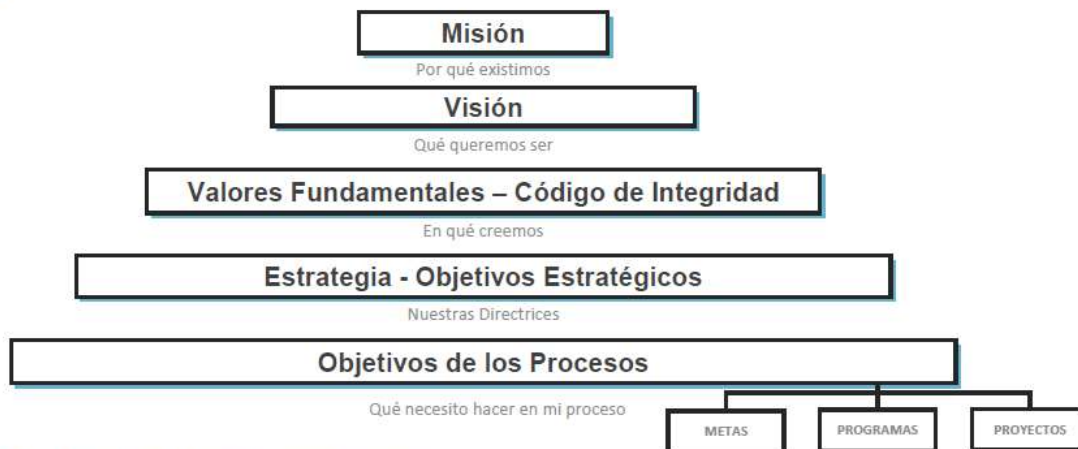 Misión
Por qué existimos
Visión
Qué queremos ser
Valores Fundamentales – Código de Integridad
En qué creemos
Estrategia - Objetivos Estratégicos
Nuestras Directrices
Objetivos de los Procesos
Qué necesito hacer en mi proceso
METAS
PROGRAMAS
PROYECTOS